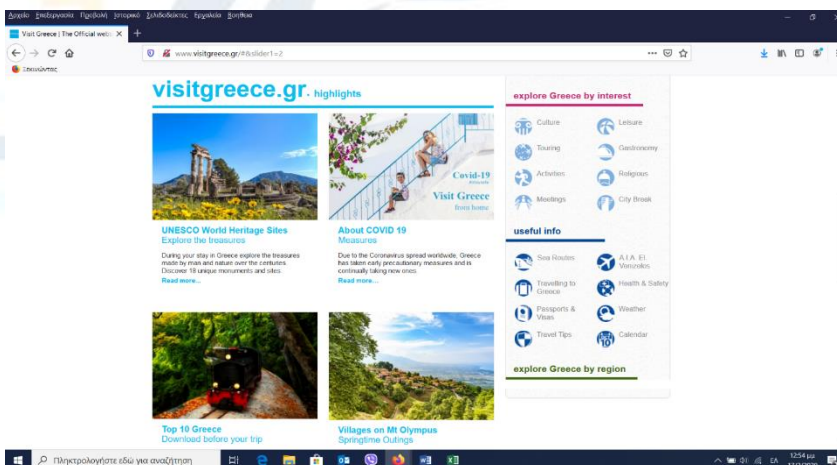 Αρχείο Επεξεργασία Προβολή Ιστορικό Σελιδοδείκτες Εργαλεία Βοήθεια
Visit Greece | The Official webs
www.visitgreece.gr/#&slider1=2
Ξεκινώντας
visitgreece.gr. highlights
UNESCO World Heritage Sites
Explore the treasures
During your stay in Greece explore the treasures
made by man and nature over the centuries.
Discover 18 unique monuments and sites.
Read more...
Covid-19
Visit Greece
from home
About COVID 19
Measures
Due to the Coronavirus spread worldwide, Greece
has taken early precautionary measures and is
continually taking new ones.
Read more...
Top 10 Greece
Download before your trip
Villages on Mt Olympus
Springtime Outings
explore Greece by interest
Culture
Leisure
Touring
Gastronomy
Activities
Religious
Meetings
City Break
useful info
Sea Routes
A.I.A. El.
Venizelos
Travelling to
Greece
Health & Safety
Passports &
Visas
Weather
Travel Tips
Calendar
explore Greece by region
Πληκτρολογήστε εδώ για αναζήτηση
ΕΛ
12:54 μμ